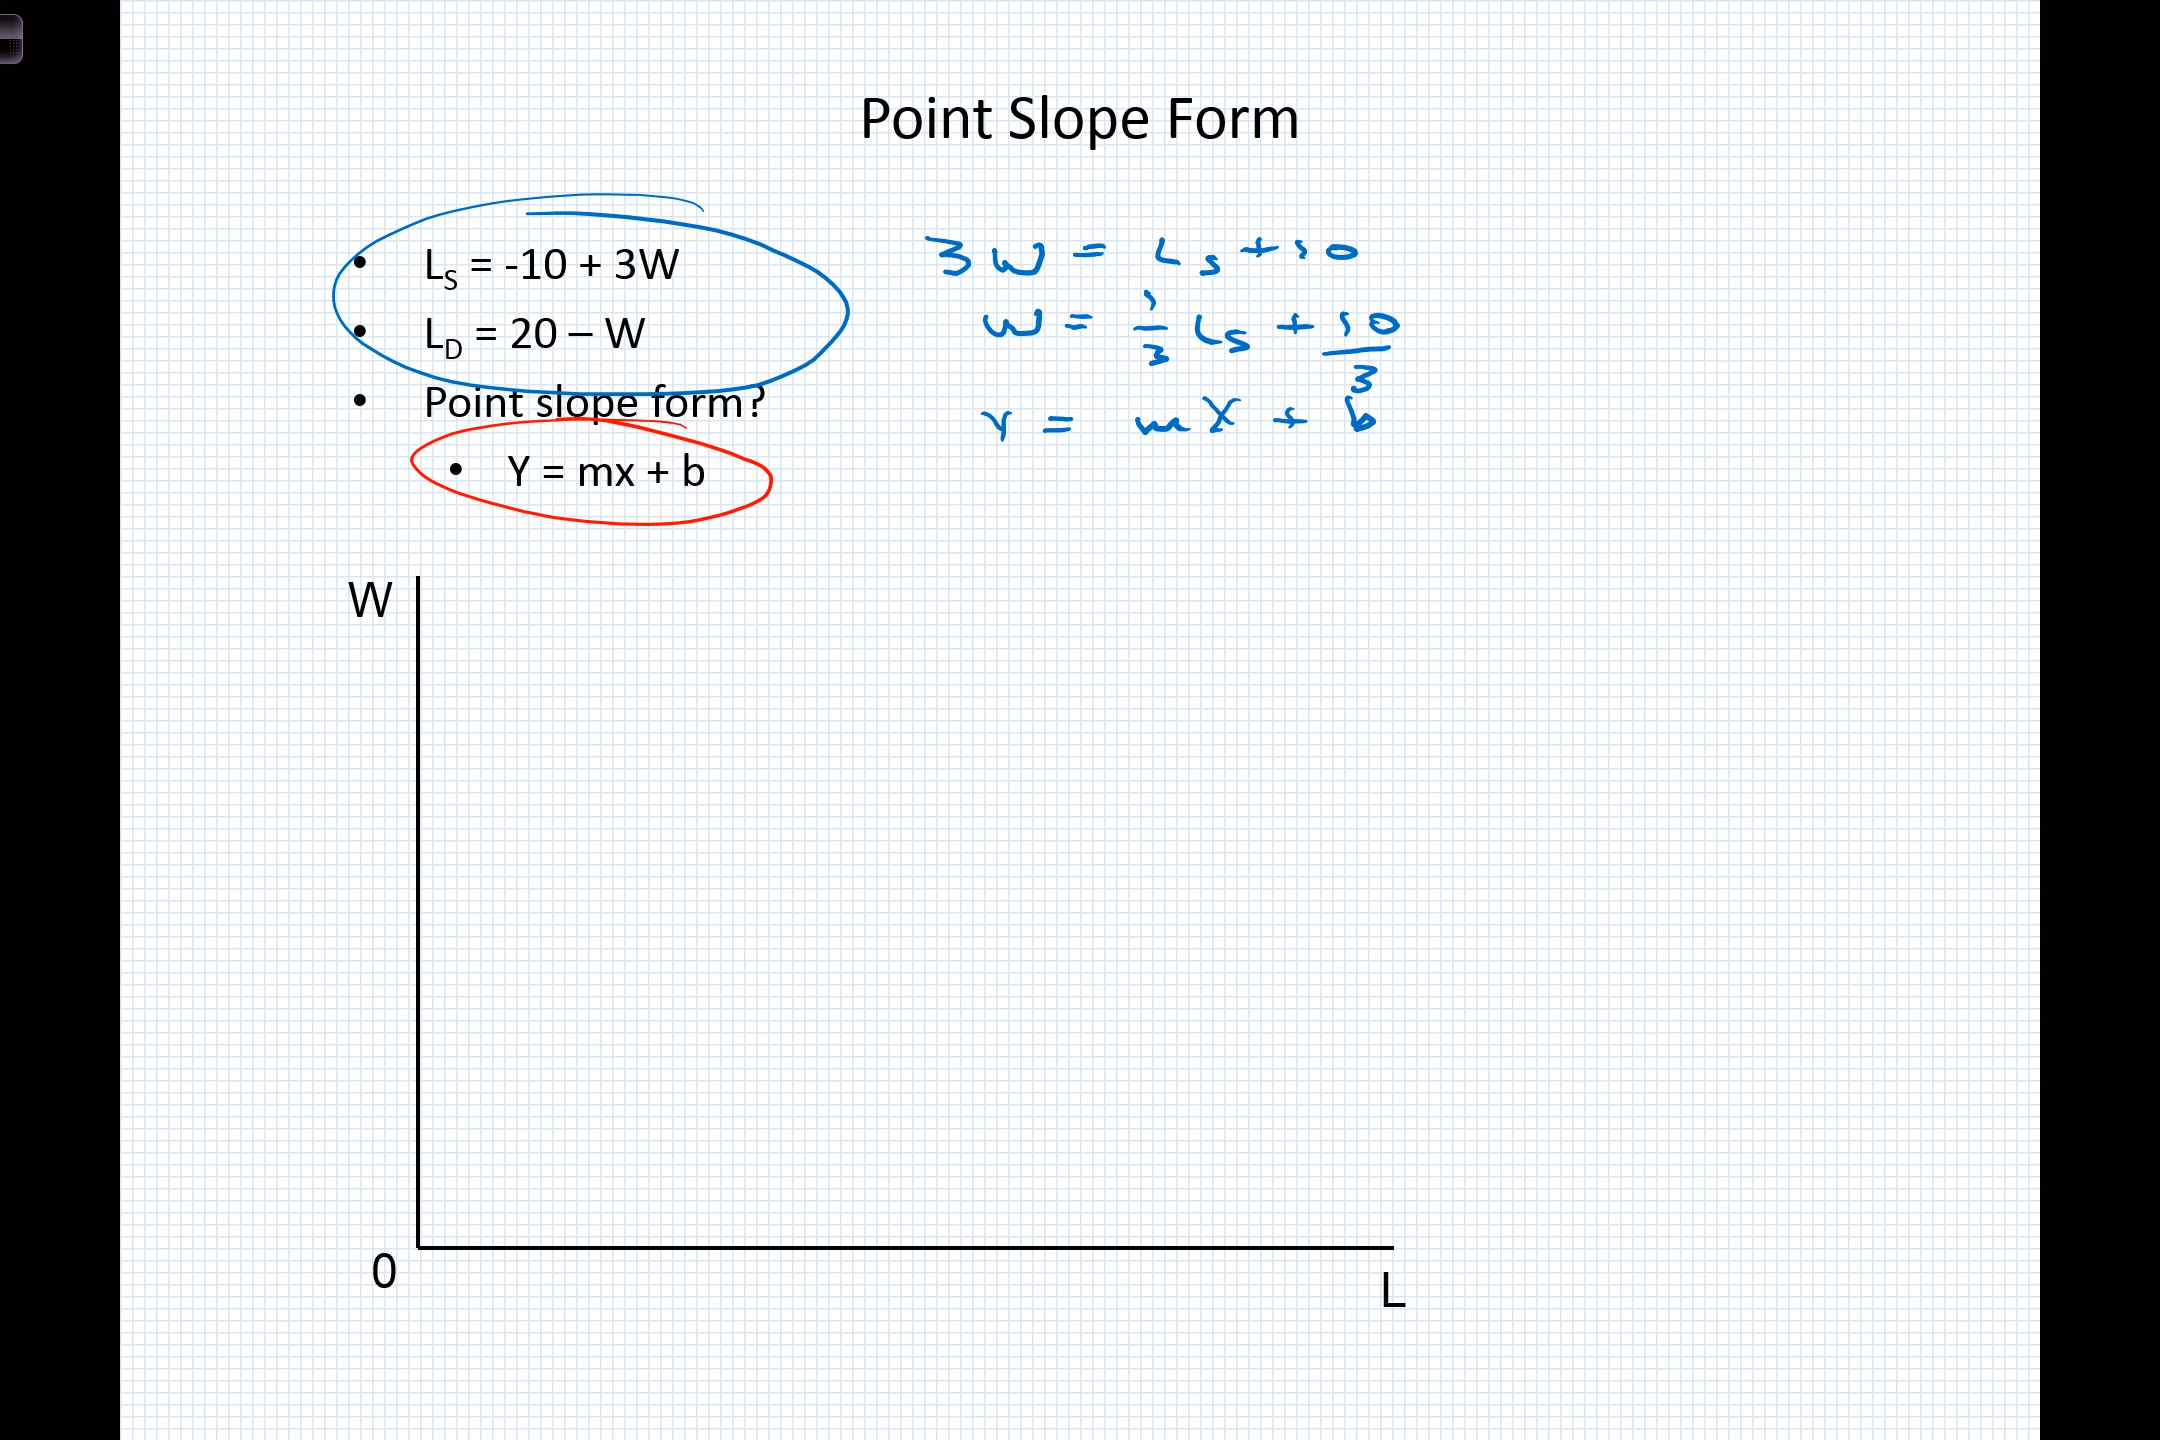 Point Slope Form
• L_S = -10 + 3W
• L_D = 20 – W
• Point slope form?
• Y = mx + b
3W = L_S + 10
W = 1/3 L_S + 10/3
Y = mX + b
W
0
L